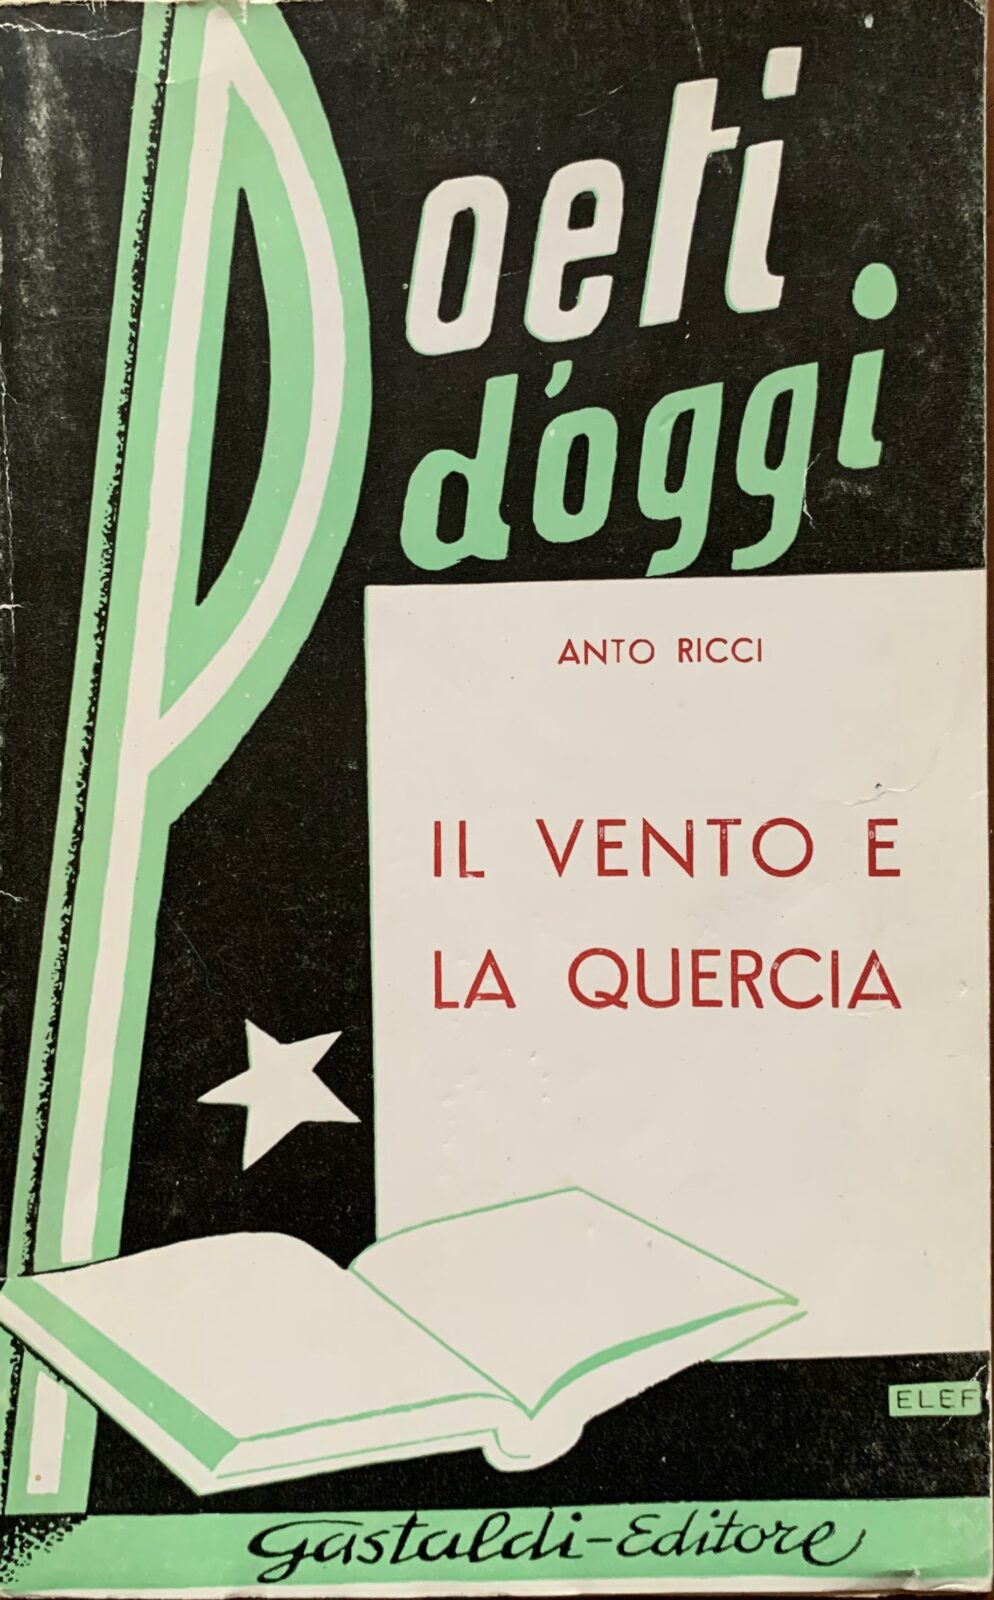 Poeti
d'oggi
ANTO RICCI
IL VENTO E
LA QUERCIA
ELEF
Gastaldi-Editore